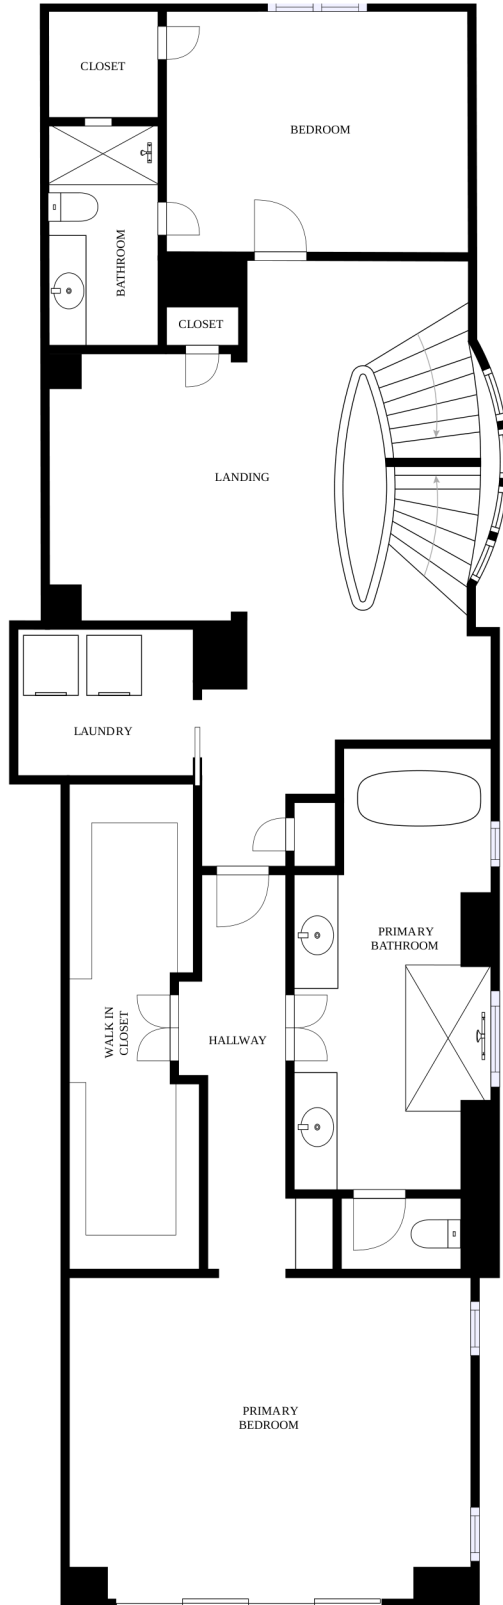 CLOSET
BEDROOM
BATHROOM
CLOSET
LANDING
LAUNDRY
PRIMARY
BATHROOM
WALK IN
CLOSET
HALLWAY
PRIMARY
BEDROOM